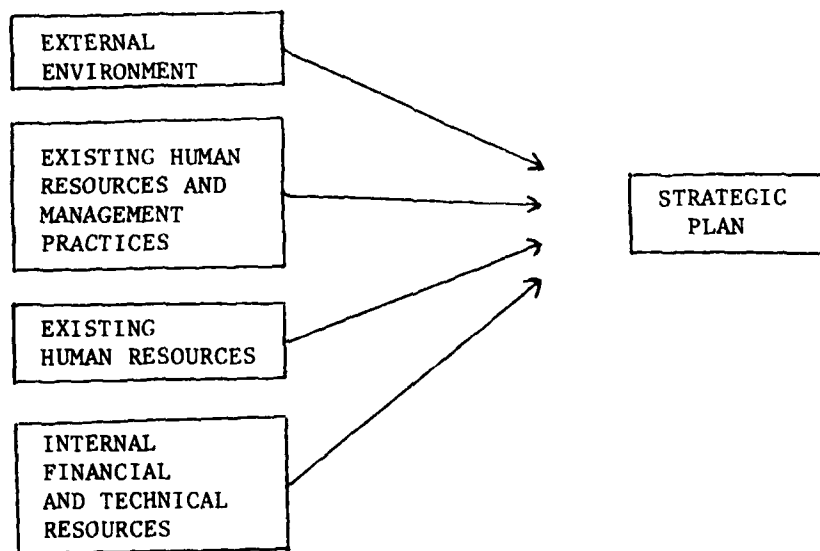 EXTERNAL
ENVIRONMENT
EXISTING HUMAN
RESOURCES AND
MANAGEMENT
PRACTICES
EXISTING
HUMAN RESOURCES
INTERNAL
FINANCIAL
AND TECHNICAL
RESOURCES
STRATEGIC
PLAN